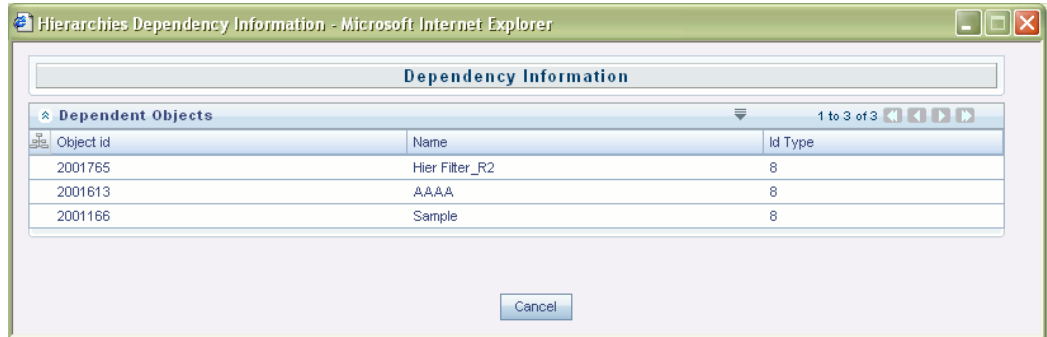 Hierarchies Dependency Information - Microsoft Internet Explorer
Dependency Information
Dependent Objects 1 to 3 of 3
Object id Name Id Type
2001765 Hier Filter_R2 8
2001613 AAAA 8
2001166 Sample 8
Cancel